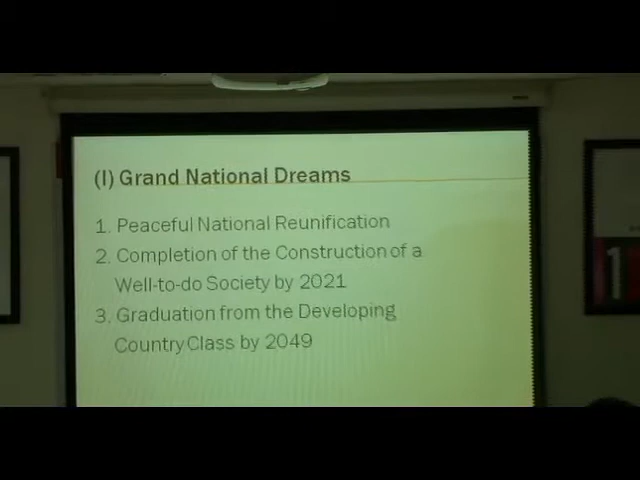 (I) Grand National Dreams
1. Peaceful National Reunification
2. Completion of the Construction of a
Well-to-do Society by 2021
3. Graduation from the Developing
Country Class by 2049
1